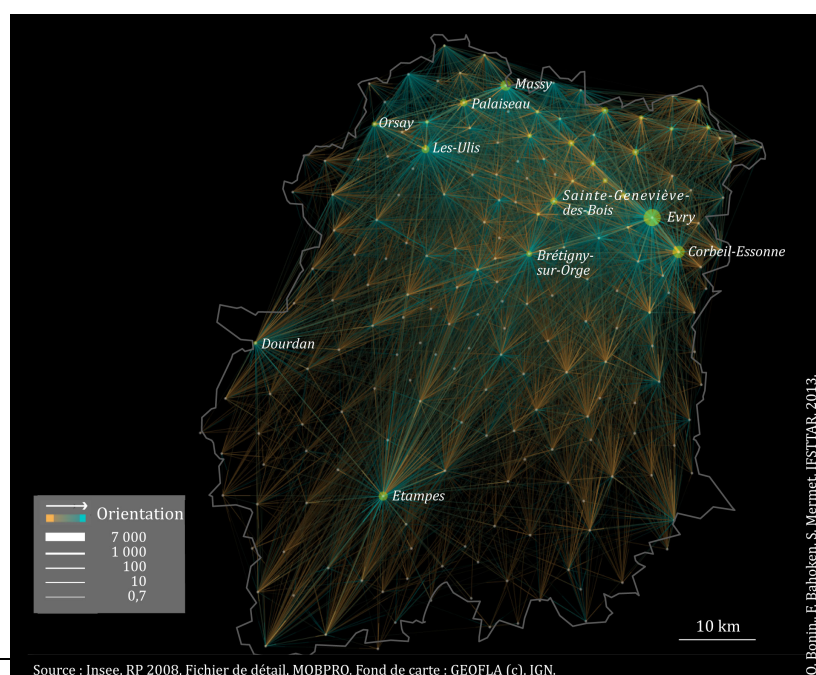 Massy
Palaiseau
Orsay
Les-Ulis
Sainte-Geneviève-
des-Bois
Evry
Corbeil-Essonne
Brétigny-
sur-Orge
Dourdan
Etampes
Orientation
7 000
1 000
100
10
0,7
10 km
O. Bonin,, F. Bahoken, S. Mermet, IFSTTAR, 2013.
Source : Insee, RP 2008, Fichier de détail, MOBPRO, Fond de carte : GEOFLA (c), IGN.